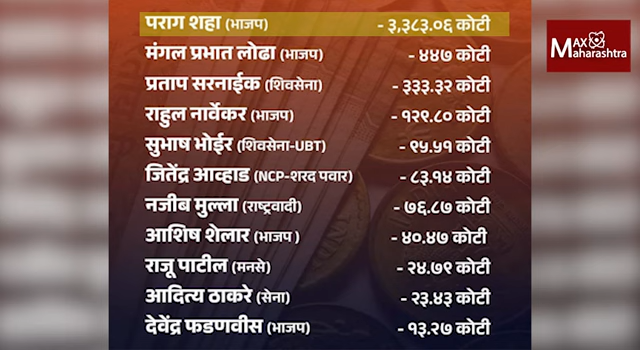 पराग शहा (भाजप) - ३,३८३.०६ कोटी
MAX Maharashtra
मंगल प्रभात लोढा (भाजप) - ४४७ कोटी
प्रताप सरनाईक (शिवसेना) - ३३३.३२ कोटी
राहुल नार्वेकर (भाजप) - १२९.८० कोटी
सुभाष भोईर (शिवसेना-UBT) - ९५.५१ कोटी
जितेंद्र आव्हाड (NCP-शरद पवार) - ८३.१४ कोटी
नजीब मुल्ला (राष्ट्रवादी) - ७६.८७ कोटी
आशिष शेलार (भाजप ) - ४०.४७ कोटी
राजू पाटील (मनसे) - २४.७९ कोटी
आदित्य ठाकरे (सेना) - २३.४३ कोटी
देवेंद्र फडणवीस (भाजप) - १३.२७ कोटी